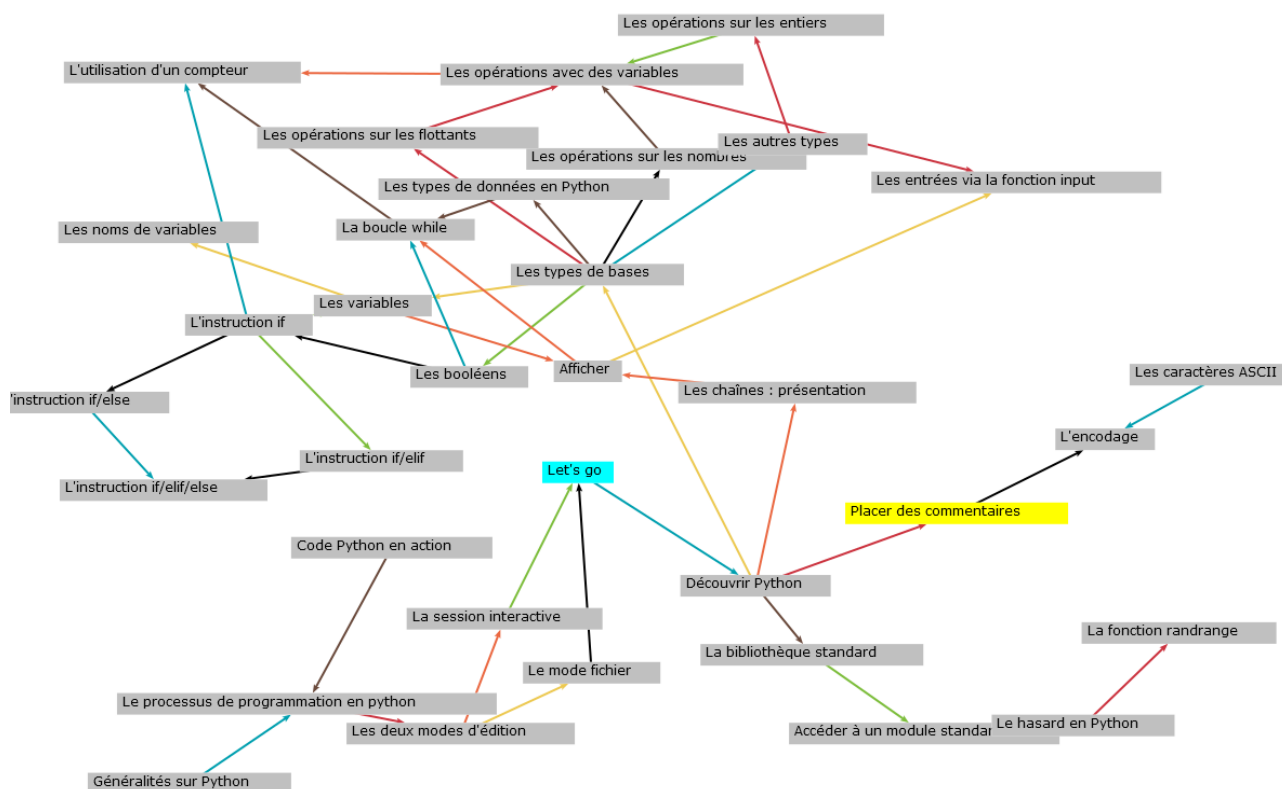 Les opérations sur les entiers
L'utilisation d'un compteur
Les opérations avec des variables
Les opérations sur les flottants
Les autres types
Les opérations sur les nombres
Les types de données en Python
Les entrées via la fonction input
Les noms de variables
La boucle while
Les types de bases
Les variables
L'instruction if
Les booléens
Afficher
Les chaînes : présentation
Les caractères ASCII
'instruction if/else
L'encodage
L'instruction if/elif
Let's go
L'instruction if/elif/else
Placer des commentaires
Code Python en action
Découvrir Python
La session interactive
La fonction randrange
La bibliothèque standard
Le mode fichier
Le processus de programmation en python
Les deux modes d'édition
Accéder à un module standar
Le hasard en Python
Généralités sur Python